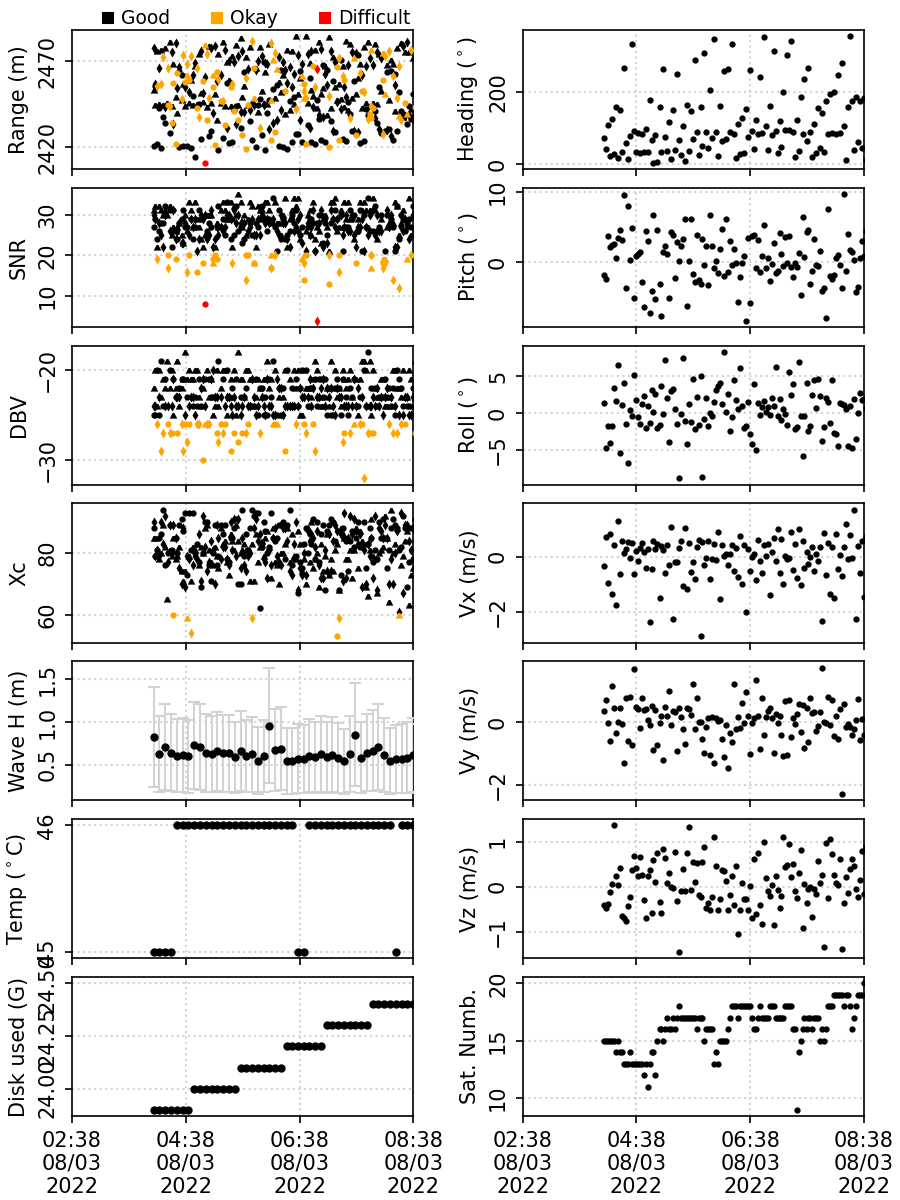 Good Okay Difficult
Range (m)
2470
2420
Heading (°)
200
0
SNR
30
20
10
Pitch (°)
10
0
DBV
−20
−30
Roll (°)
5
0
−5
Xc
80
60
Vx (m/s)
0
−2
Wave H (m)
1.5
1.0
0.5
Vy (m/s)
0
−2
Temp (°C)
46
45
Vz (m/s)
1
0
−1
Disk used (G)
24.50
24.25
24.00
Sat. Numb.
20
15
10
02:38 04:38 06:38 08:38 02:38 04:38 06:38 08:38
08/03 08/03 08/03 08/03 08/03 08/03 08/03 08/03
2022 2022 2022 2022 2022 2022 2022 2022